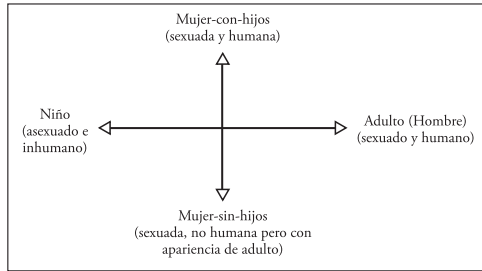 Mujer-con-hijos
(sexuada y humana)
Niño
(asexuado e
inhumano)
Adulto (Hombre)
(sexuado y humano)
Mujer-sin-hijos
(sexuada, no humana pero con
apariencia de adulto)